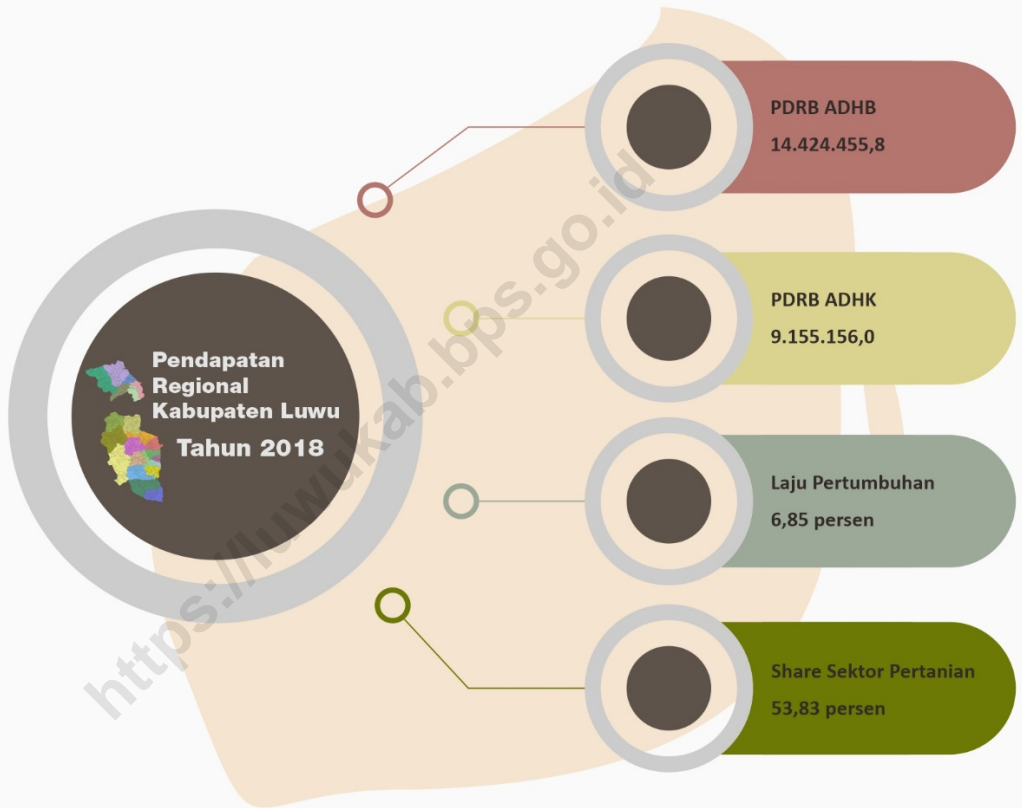 Pendapatan
Regional
Kabupaten Luwu
Tahun 2018
PDRB ADHB
14.424.455,8
PDRB ADHK
9.155.156,0
Laju Pertumbuhan
6,85 persen
Share Sektor Pertanian
53,83 persen
https://luwukab.bps.go.id